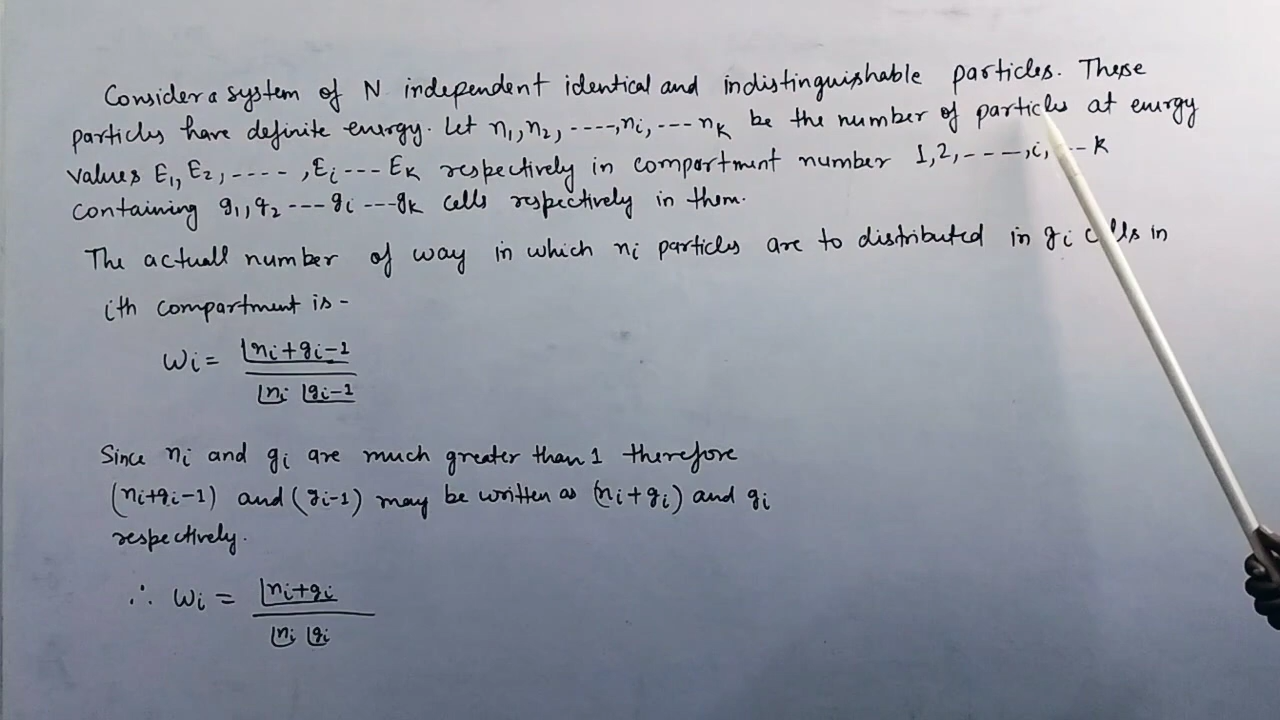 Consider a system of N independent identical and indistinguishable particles. These
particles have definite energy. Let n₁, n₂, ----, nᵢ, --- n_K be the number of particles at energy
values E₁, E₂, ----, Eᵢ --- E_K respectively in compartment number 1, 2, ---, i, -- K
containing g₁, g₂ --- gᵢ --- g_K cells respectively in them.
The actuall number of way in which nᵢ particles are to distributed in gᵢ cells in
ith compartment is -
Wᵢ = |nᵢ+gᵢ-1
|nᵢ |gᵢ-1
Since nᵢ and gᵢ are much greater than 1 therefore
(nᵢ+gᵢ-1) and (gᵢ-1) may be written as (nᵢ+gᵢ) and gᵢ
respectively.
∴ Wᵢ = |nᵢ+gᵢ
|nᵢ |gᵢ